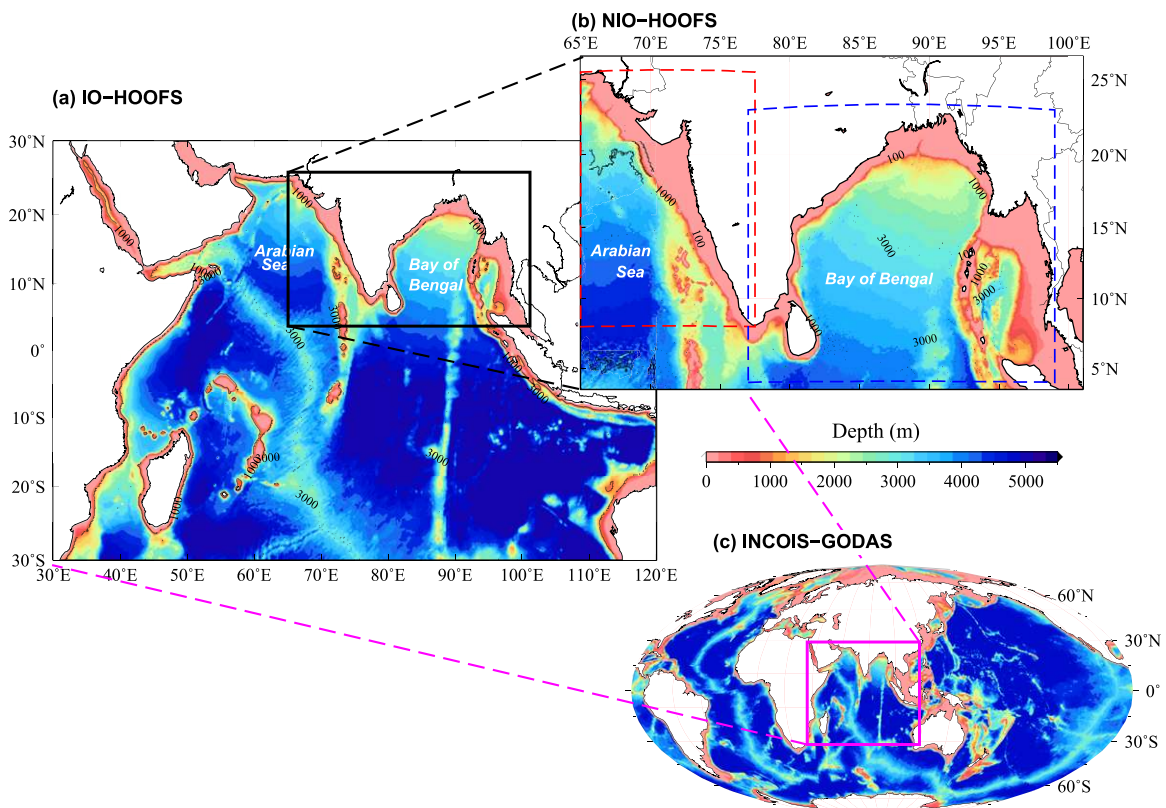 (b) NIO−HOOFS
65°E 70°E 75°E 80°E 85°E 90°E 95°E 100°E
25°N
20°N
15°N
10°N
5°N
100
1000
100
3000
1000
3000
3000
Arabian
Sea
Bay of Bengal
(a) IO−HOOFS
30°N
20°N
10°N
0°
10°S
20°S
30°S
30°E 40°E 50°E 60°E 70°E 80°E 90°E 100°E 110°E 120°E
1000
1000
1000
3000
3000
3000
1000
1000
3000
1000
3000
3000
1000
Arabian
Sea
Bay of
Bengal
Depth (m)
0 1000 2000 3000 4000 5000
(c) INCOIS−GODAS
60°N
30°N
0°
30°S
60°S